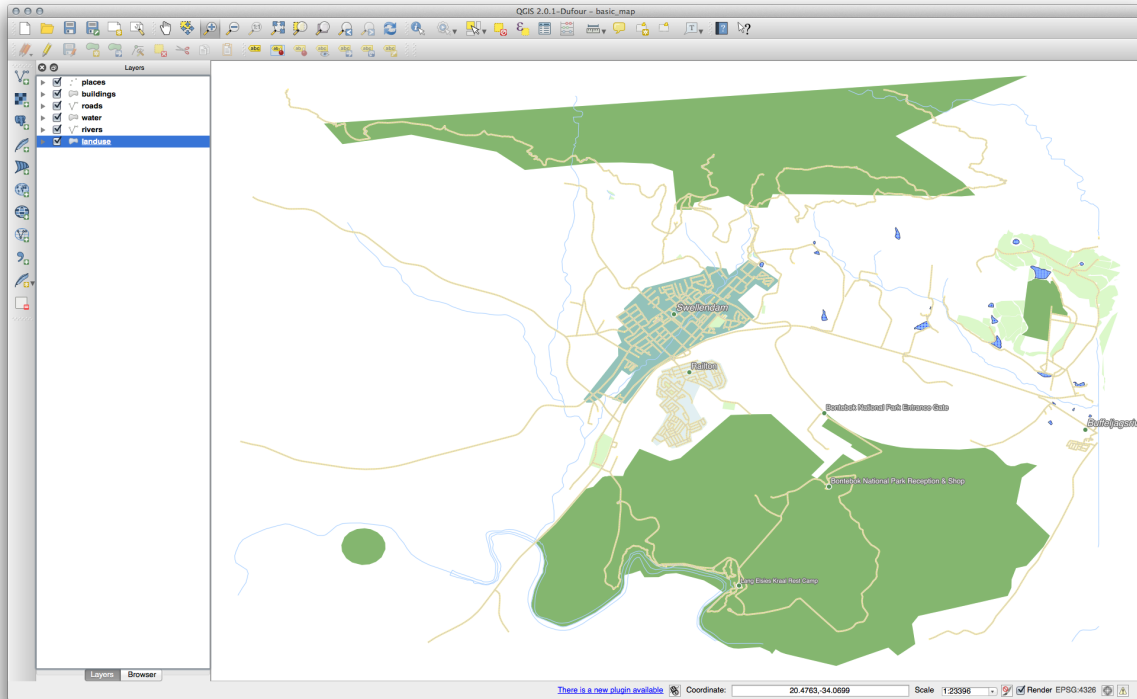 QGIS 2.0.1-Dufour - basic_map
Layers
places
buildings
roads
water
rivers
landuse
Swellendam
Railton
Bontebok National Park Entrance Gate
Bontebok National Park Reception & Shop
Lang Elsies Kraal Rest Camp
Layers
Browser
There is a new plugin available
Coordinate:
20.4763,-34.0699
Scale
1:23396
Render
EPSG:4326